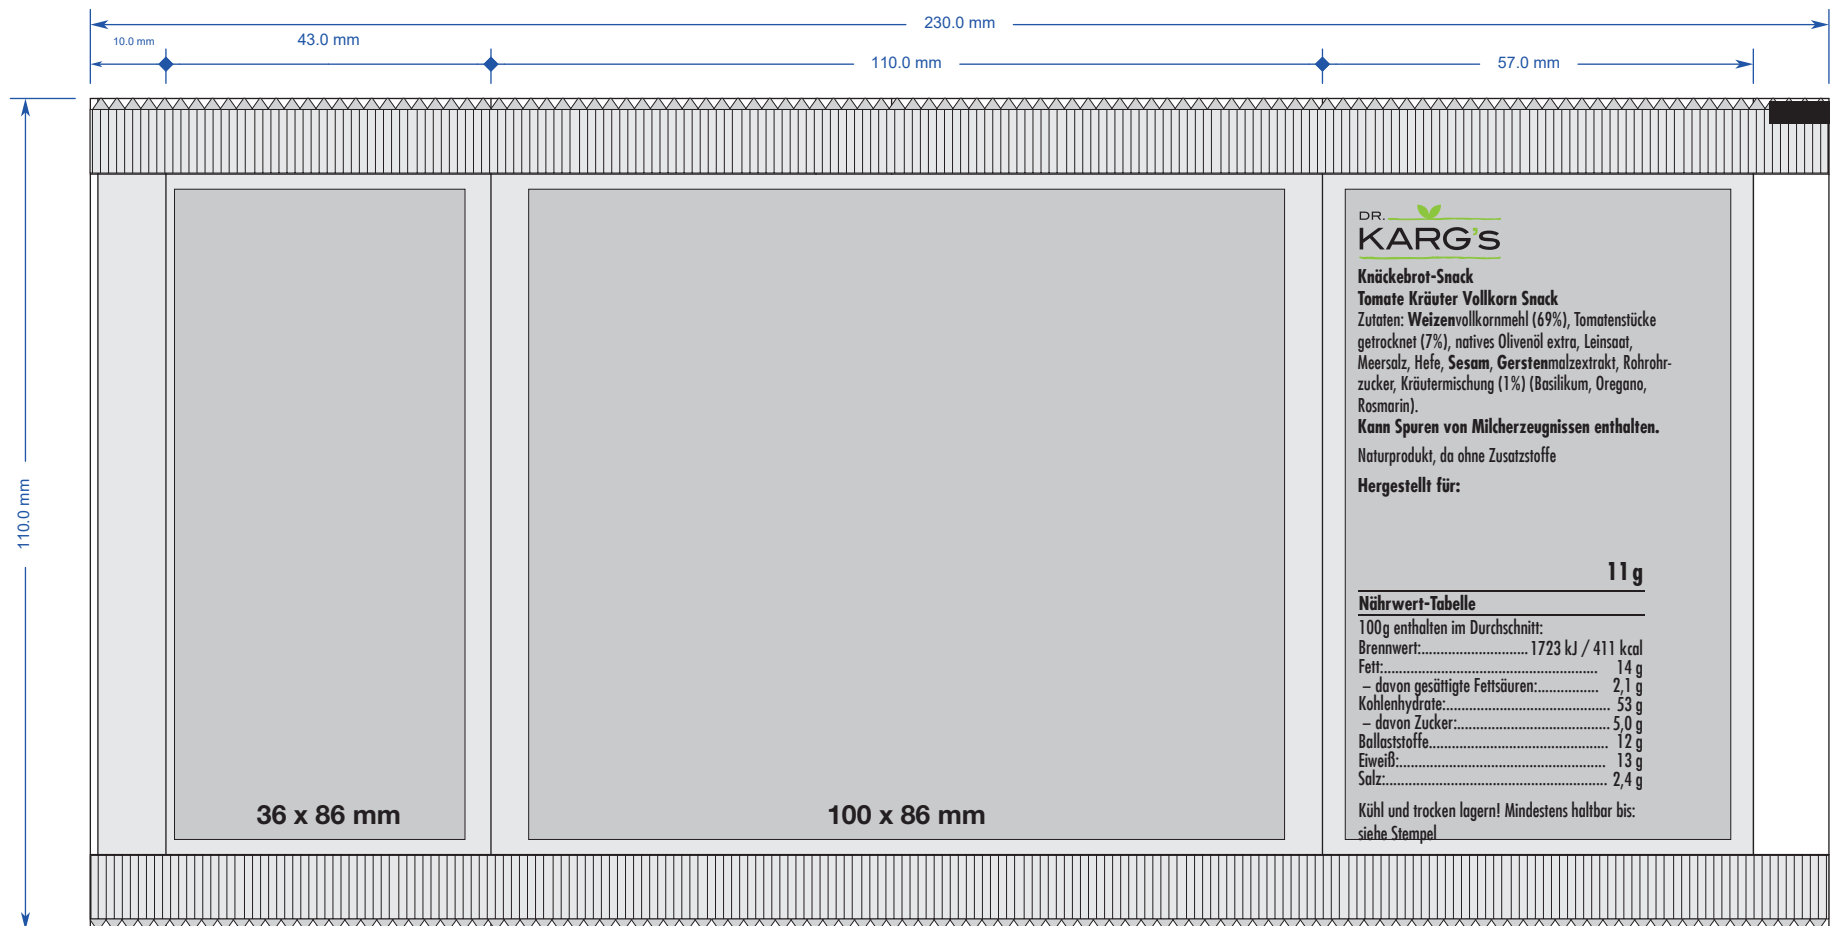 230.0 mm
10.0 mm
43.0 mm
110.0 mm
57.0 mm
110.0 mm
DR.
KARG's
Knäckebrot-Snack
Tomate Kräuter Vollkorn Snack
Zutaten: Weizenvollkornmehl (69%), Tomatenstücke
getrocknet (7%), natives Olivenöl extra, Leinsaat,
Meersalz, Hefe, Sesam, Gerstenmalzextrakt, Rohrohr-
zucker, Kräutermischung (1%) (Basilikum, Oregano,
Rosmarin).
Kann Spuren von Milcherzeugnissen enthalten.
Naturprodukt, da ohne Zusatzstoffe
Hergestellt für:
11 g
Nährwert-Tabelle
100g enthalten im Durchschnitt:
Brennwert:............................ 1723 kJ / 411 kcal
Fett:........................................................ 14 g
– davon gesättigte Fettsäuren:................ 2,1 g
Kohlenhydrate:........................................... 53 g
– davon Zucker:........................................ 5,0 g
Ballaststoffe............................................... 12 g
Eiweiß:...................................................... 13 g
Salz:.......................................................... 2,4 g
Kühl und trocken lagern! Mindestens haltbar bis:
siehe Stempel
36 x 86 mm
100 x 86 mm